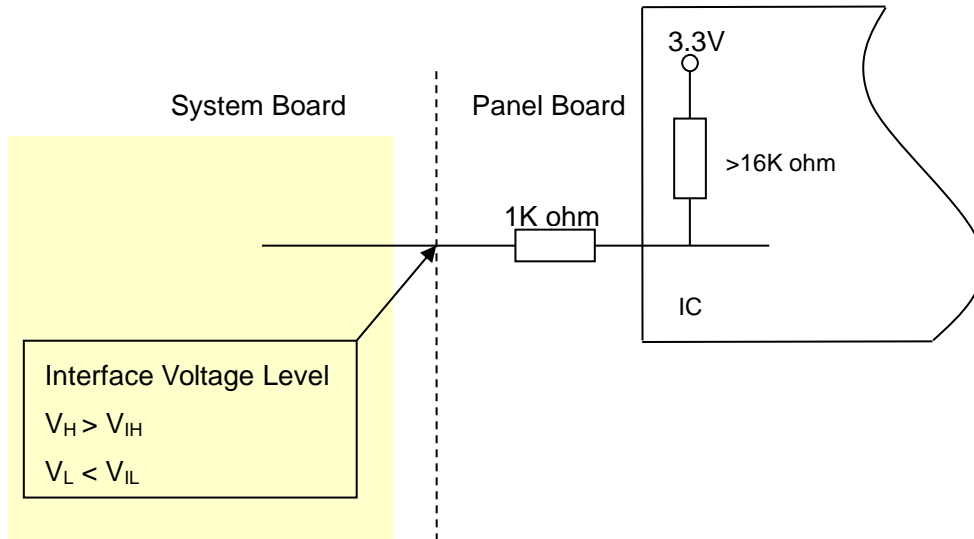 3.3V
System Board
Panel Board
>16K ohm
1K ohm
IC
Interface Voltage Level
VH > VIH
VL < VIL